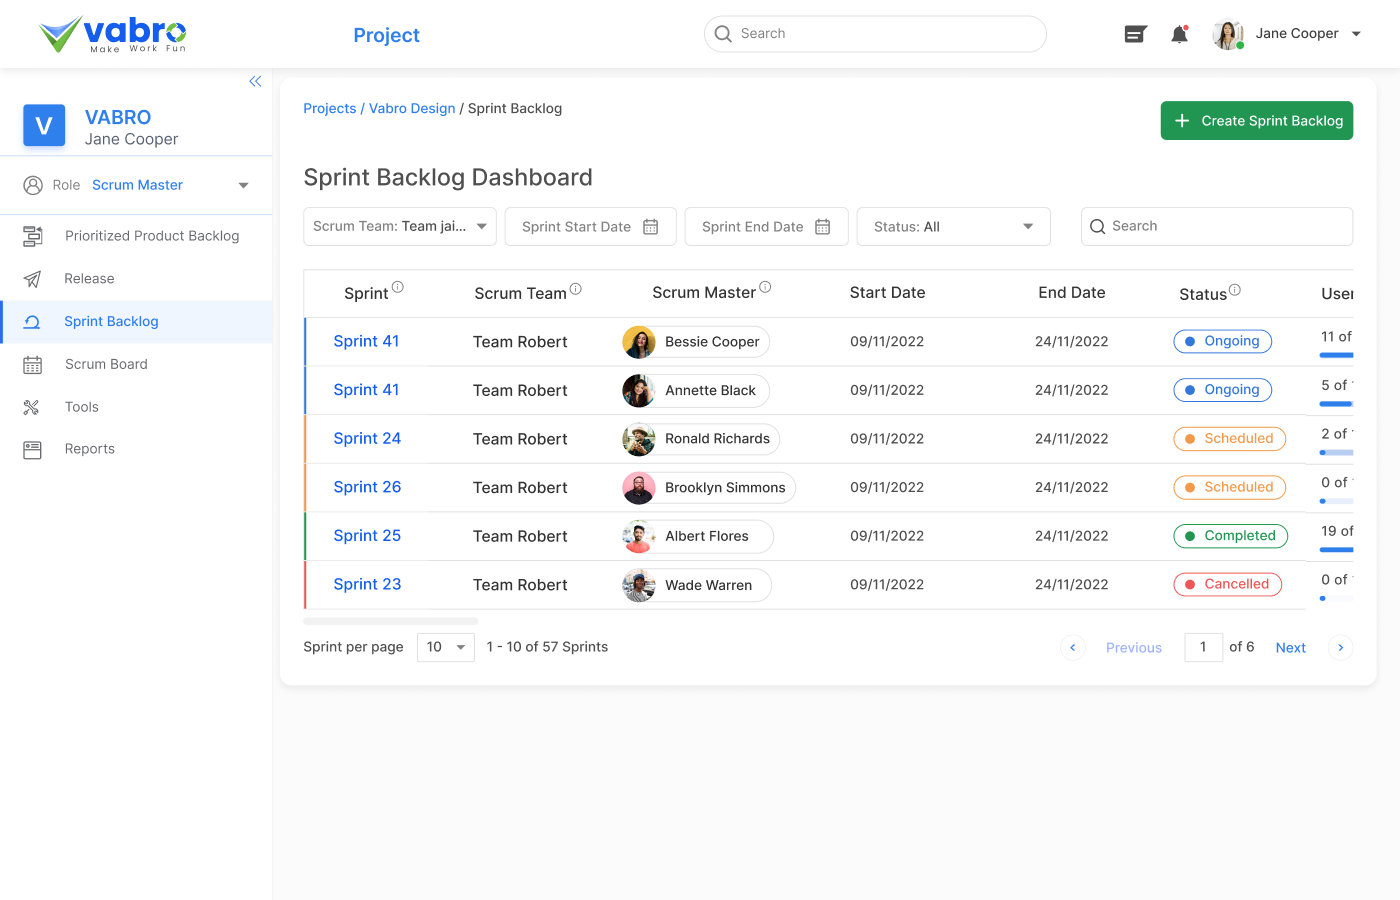 vabro
Make Work Fun
Project
Search
Jane Cooper
V
VABRO
Jane Cooper
Role Scrum Master
Prioritized Product Backlog
Release
Sprint Backlog
Scrum Board
Tools
Reports
Projects / Vabro Design / Sprint Backlog
Create Sprint Backlog
Sprint Backlog Dashboard
Scrum Team: Team jai... Sprint Start Date Sprint End Date Status: All Search
Sprint Scrum Team Scrum Master Start Date End Date Status User
Sprint 41 Team Robert Bessie Cooper 09/11/2022 24/11/2022 Ongoing 11 of
Sprint 41 Team Robert Annette Black 09/11/2022 24/11/2022 Ongoing 5 of
Sprint 24 Team Robert Ronald Richards 09/11/2022 24/11/2022 Scheduled 2 of
Sprint 26 Team Robert Brooklyn Simmons 09/11/2022 24/11/2022 Scheduled 0 of
Sprint 25 Team Robert Albert Flores 09/11/2022 24/11/2022 Completed 19 of
Sprint 23 Team Robert Wade Warren 09/11/2022 24/11/2022 Cancelled 0 of
Sprint per page 10 1 - 10 of 57 Sprints Previous 1 of 6 Next